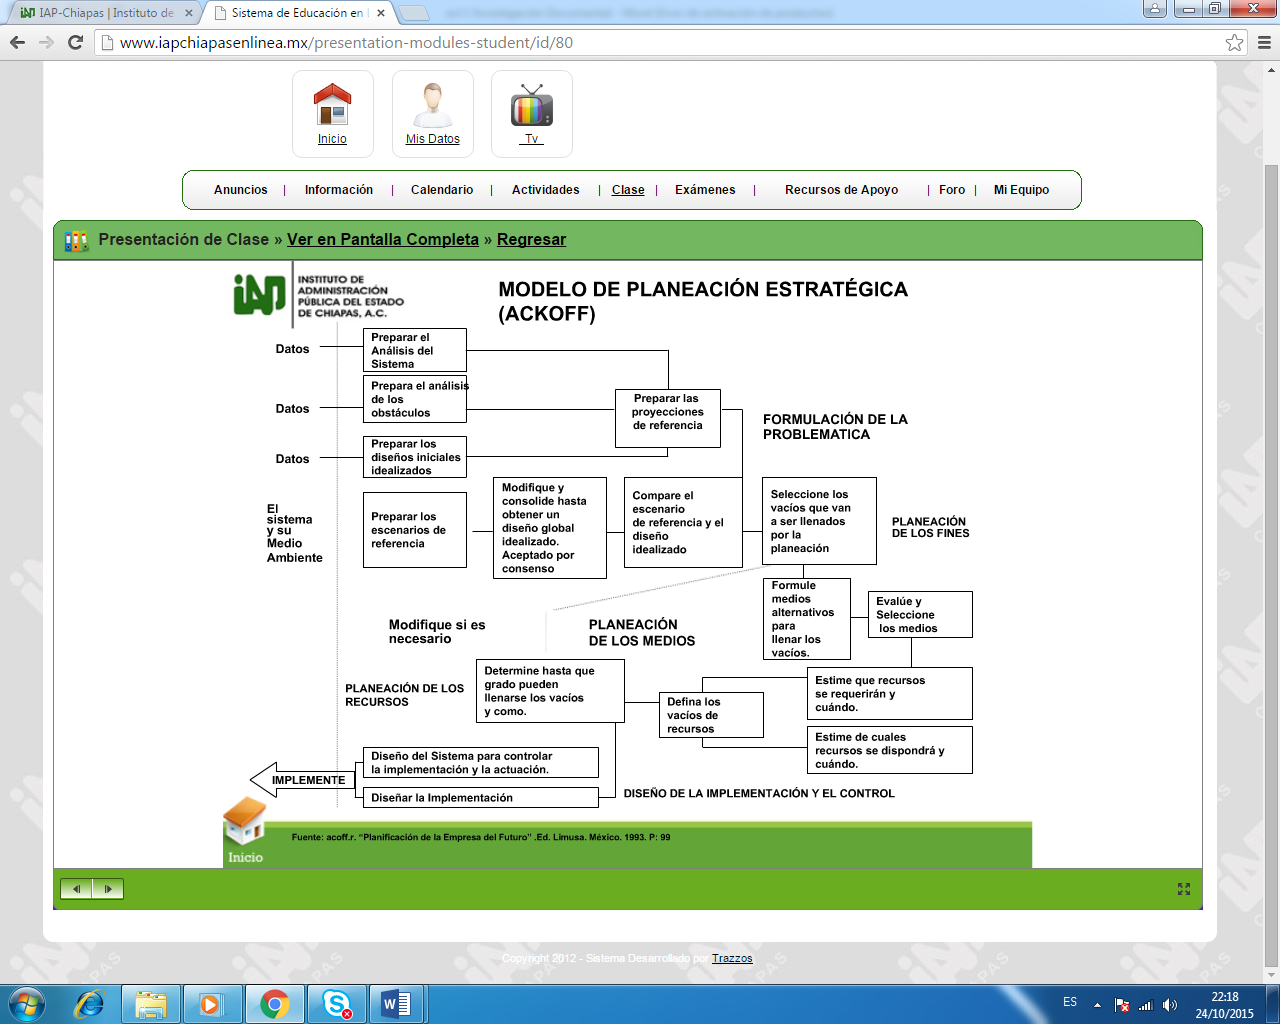 IAP-Chiapas | Instituto de
Sistema de Educación en
www.iapchiapasenlinea.mx/presentation-modules-student/id/80
Inicio
Mis Datos
Tv
Anuncios | Información | Calendario | Actividades | Clase | Exámenes | Recursos de Apoyo | Foro | Mi Equipo
Presentación de Clase » Ver en Pantalla Completa » Regresar
iAP
INSTITUTO DE
ADMINISTRACIÓN
PÚBLICA DEL ESTADO
DE CHIAPAS, A.C.
MODELO DE PLANEACIÓN ESTRATÉGICA
(ACKOFF)
Datos
Preparar el
Análisis del
Sistema
Datos
Prepara el análisis
de los
obstáculos
Datos
Preparar los
diseños iniciales
idealizados
Preparar las
proyecciones
de referencia
FORMULACIÓN DE LA
PROBLEMATICA
El
sistema
y su
Medio
Ambiente
Preparar los
escenarios de
referencia
Modifique y
consolide hasta
obtener un
diseño global
idealizado.
Aceptado por
consenso
Compare el
escenario
de referencia y el
diseño
idealizado
Seleccione los
vacíos que van
a ser llenados
por la
planeación
PLANEACIÓN
DE LOS FINES
Formule
medios
alternativos
para
llenar los
vacíos.
Evalúe y
Seleccione
los medios
Modifique si es
necesario
PLANEACIÓN
DE LOS MEDIOS
PLANEACIÓN DE LOS
RECURSOS
Determine hasta que
grado pueden
llenarse los vacíos
y como.
Defina los
vacíos de
recursos
Estime que recursos
se requerirán y
cuándo.
Estime de cuales
recursos se dispondrá y
cuándo.
Diseño del Sistema para controlar
la implementación y la actuación.
IMPLEMENTE
Diseñar la Implementación
DISEÑO DE LA IMPLEMENTACIÓN Y EL CONTROL
Fuente: acoff.r. “Planificación de la Empresa del Futuro” .Ed. Limusa. México. 1993. P: 99
Inicio
Copyright 2012 - Sistema Desarrollado por Trazzos
ES
22:18
24/10/2015